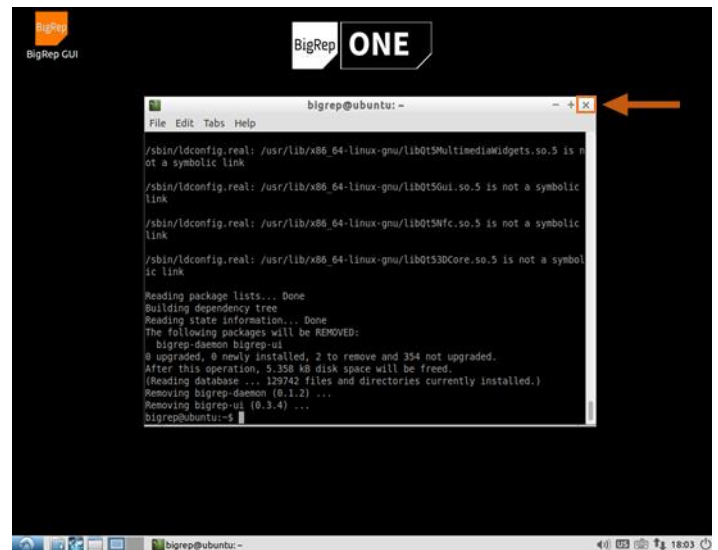 BigRep
BigRep GUI
BigRep ONE
bigrep@ubuntu: ~
File Edit Tabs Help
/sbin/ldconfig.real: /usr/lib/x86_64-linux-gnu/libQt5MultimediaWidgets.so.5 is n
ot a symbolic link
/sbin/ldconfig.real: /usr/lib/x86_64-linux-gnu/libQt5Gui.so.5 is not a symbolic
link
/sbin/ldconfig.real: /usr/lib/x86_64-linux-gnu/libQt5Nfc.so.5 is not a symbolic
link
/sbin/ldconfig.real: /usr/lib/x86_64-linux-gnu/libQt53DCore.so.5 is not a symbol
ic link
Reading package lists... Done
Building dependency tree
Reading state information... Done
The following packages will be REMOVED:
bigrep-daemon bigrep-ui
0 upgraded, 0 newly installed, 2 to remove and 354 not upgraded.
After this operation, 5.358 kB disk space will be freed.
(Reading database ... 129742 files and directories currently installed.)
Removing bigrep-daemon (0.1.2) ...
Removing bigrep-ui (0.3.4) ...
bigrep@ubuntu:~$
bigrep@ubuntu: ~
US
18:03